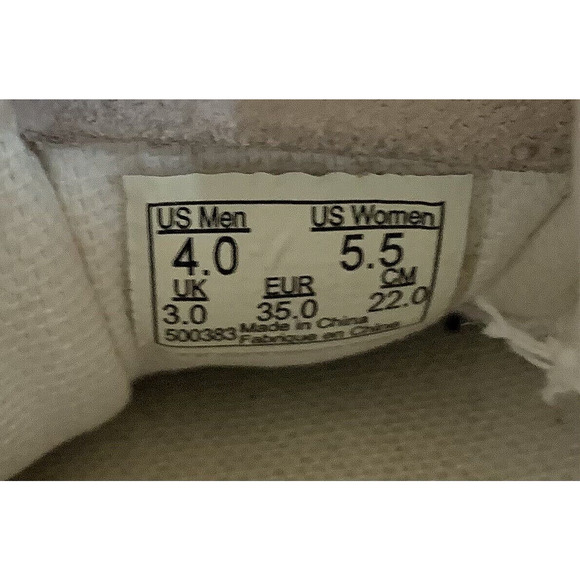 US Men US Women
4.0 5.5
UK EUR CM
3.0 35.0 22.0
500383 Made in China
Fabrique en Chine